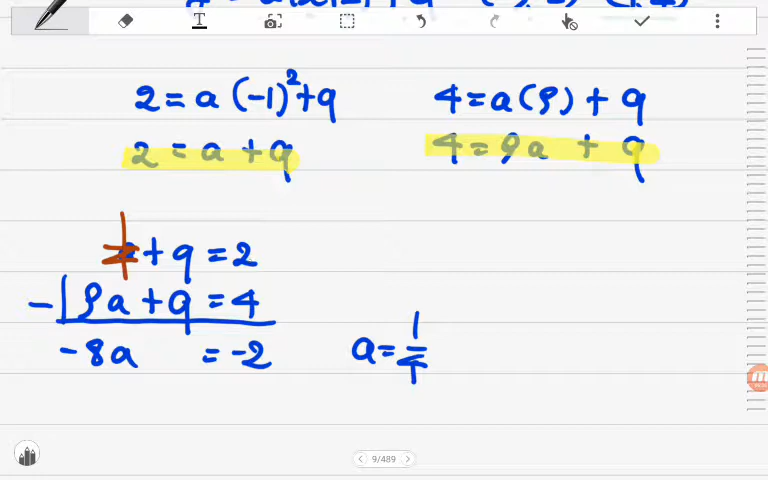 2 = a (-1)² + q
4 = a(9) + q
2 = a + q
4 = 9a + q
+ q = 2
- 9a + q = 4
-8a = -2
a = 1/4
9/489